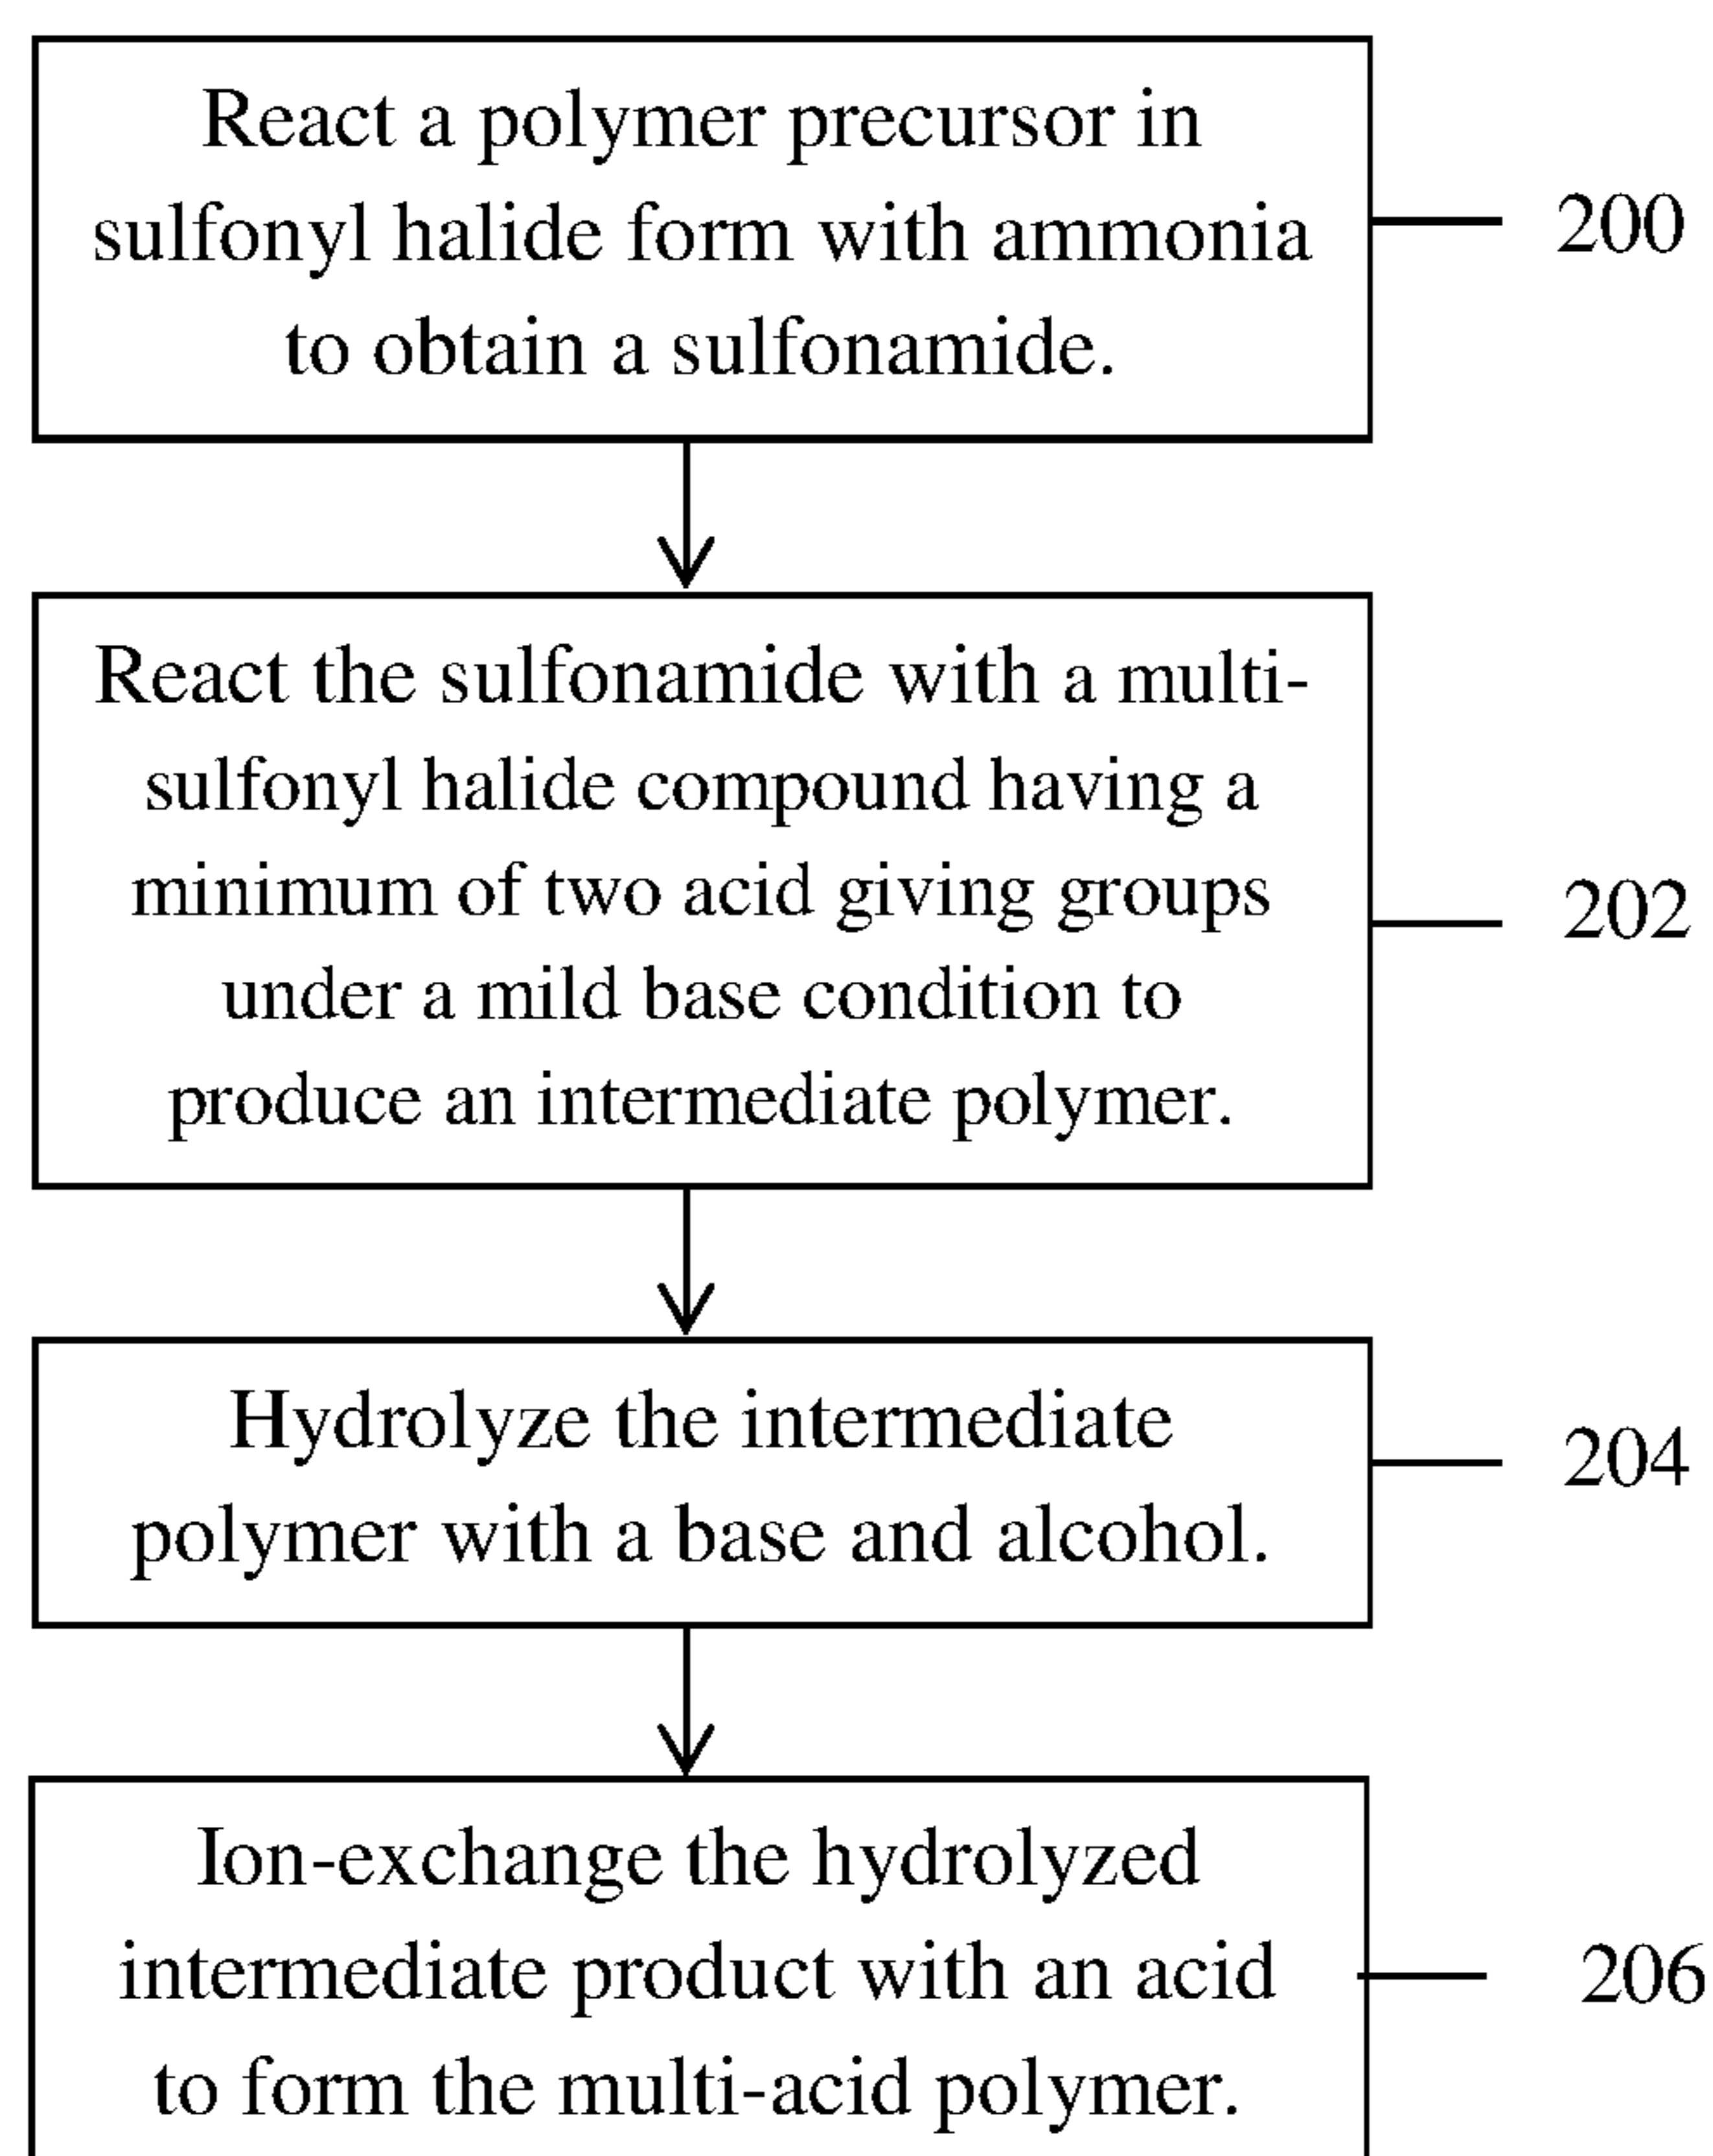 React a polymer precursor in
sulfonyl halide form with ammonia
to obtain a sulfonamide.
200
React the sulfonamide with a multi-
sulfonyl halide compound having a
minimum of two acid giving groups
under a mild base condition to
produce an intermediate polymer.
202
Hydrolyze the intermediate
polymer with a base and alcohol.
204
Ion-exchange the hydrolyzed
intermediate product with an acid
to form the multi-acid polymer.
206